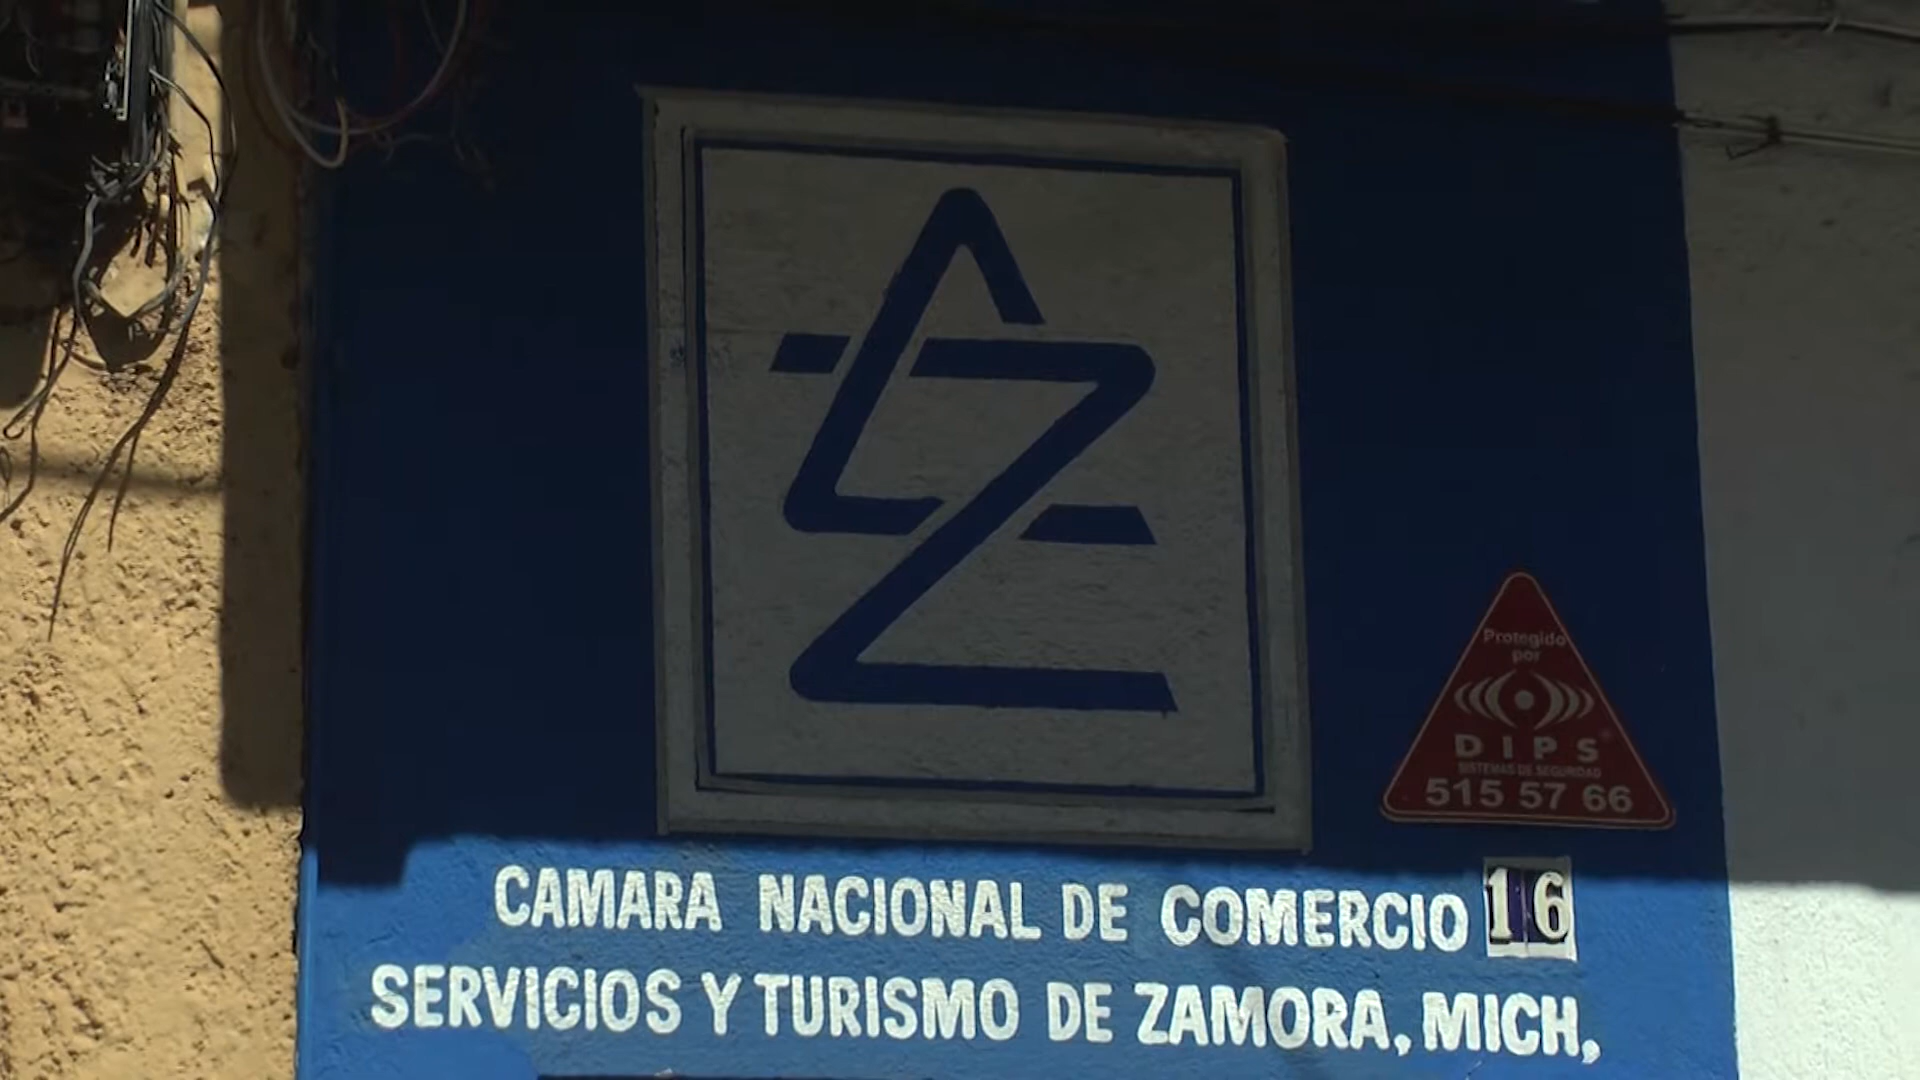 Protegido
por
DIPS
SISTEMAS DE SEGURIDAD
515 57 66
CAMARA NACIONAL DE COMERCIO 16
SERVICIOS Y TURISMO DE ZAMORA, MICH,